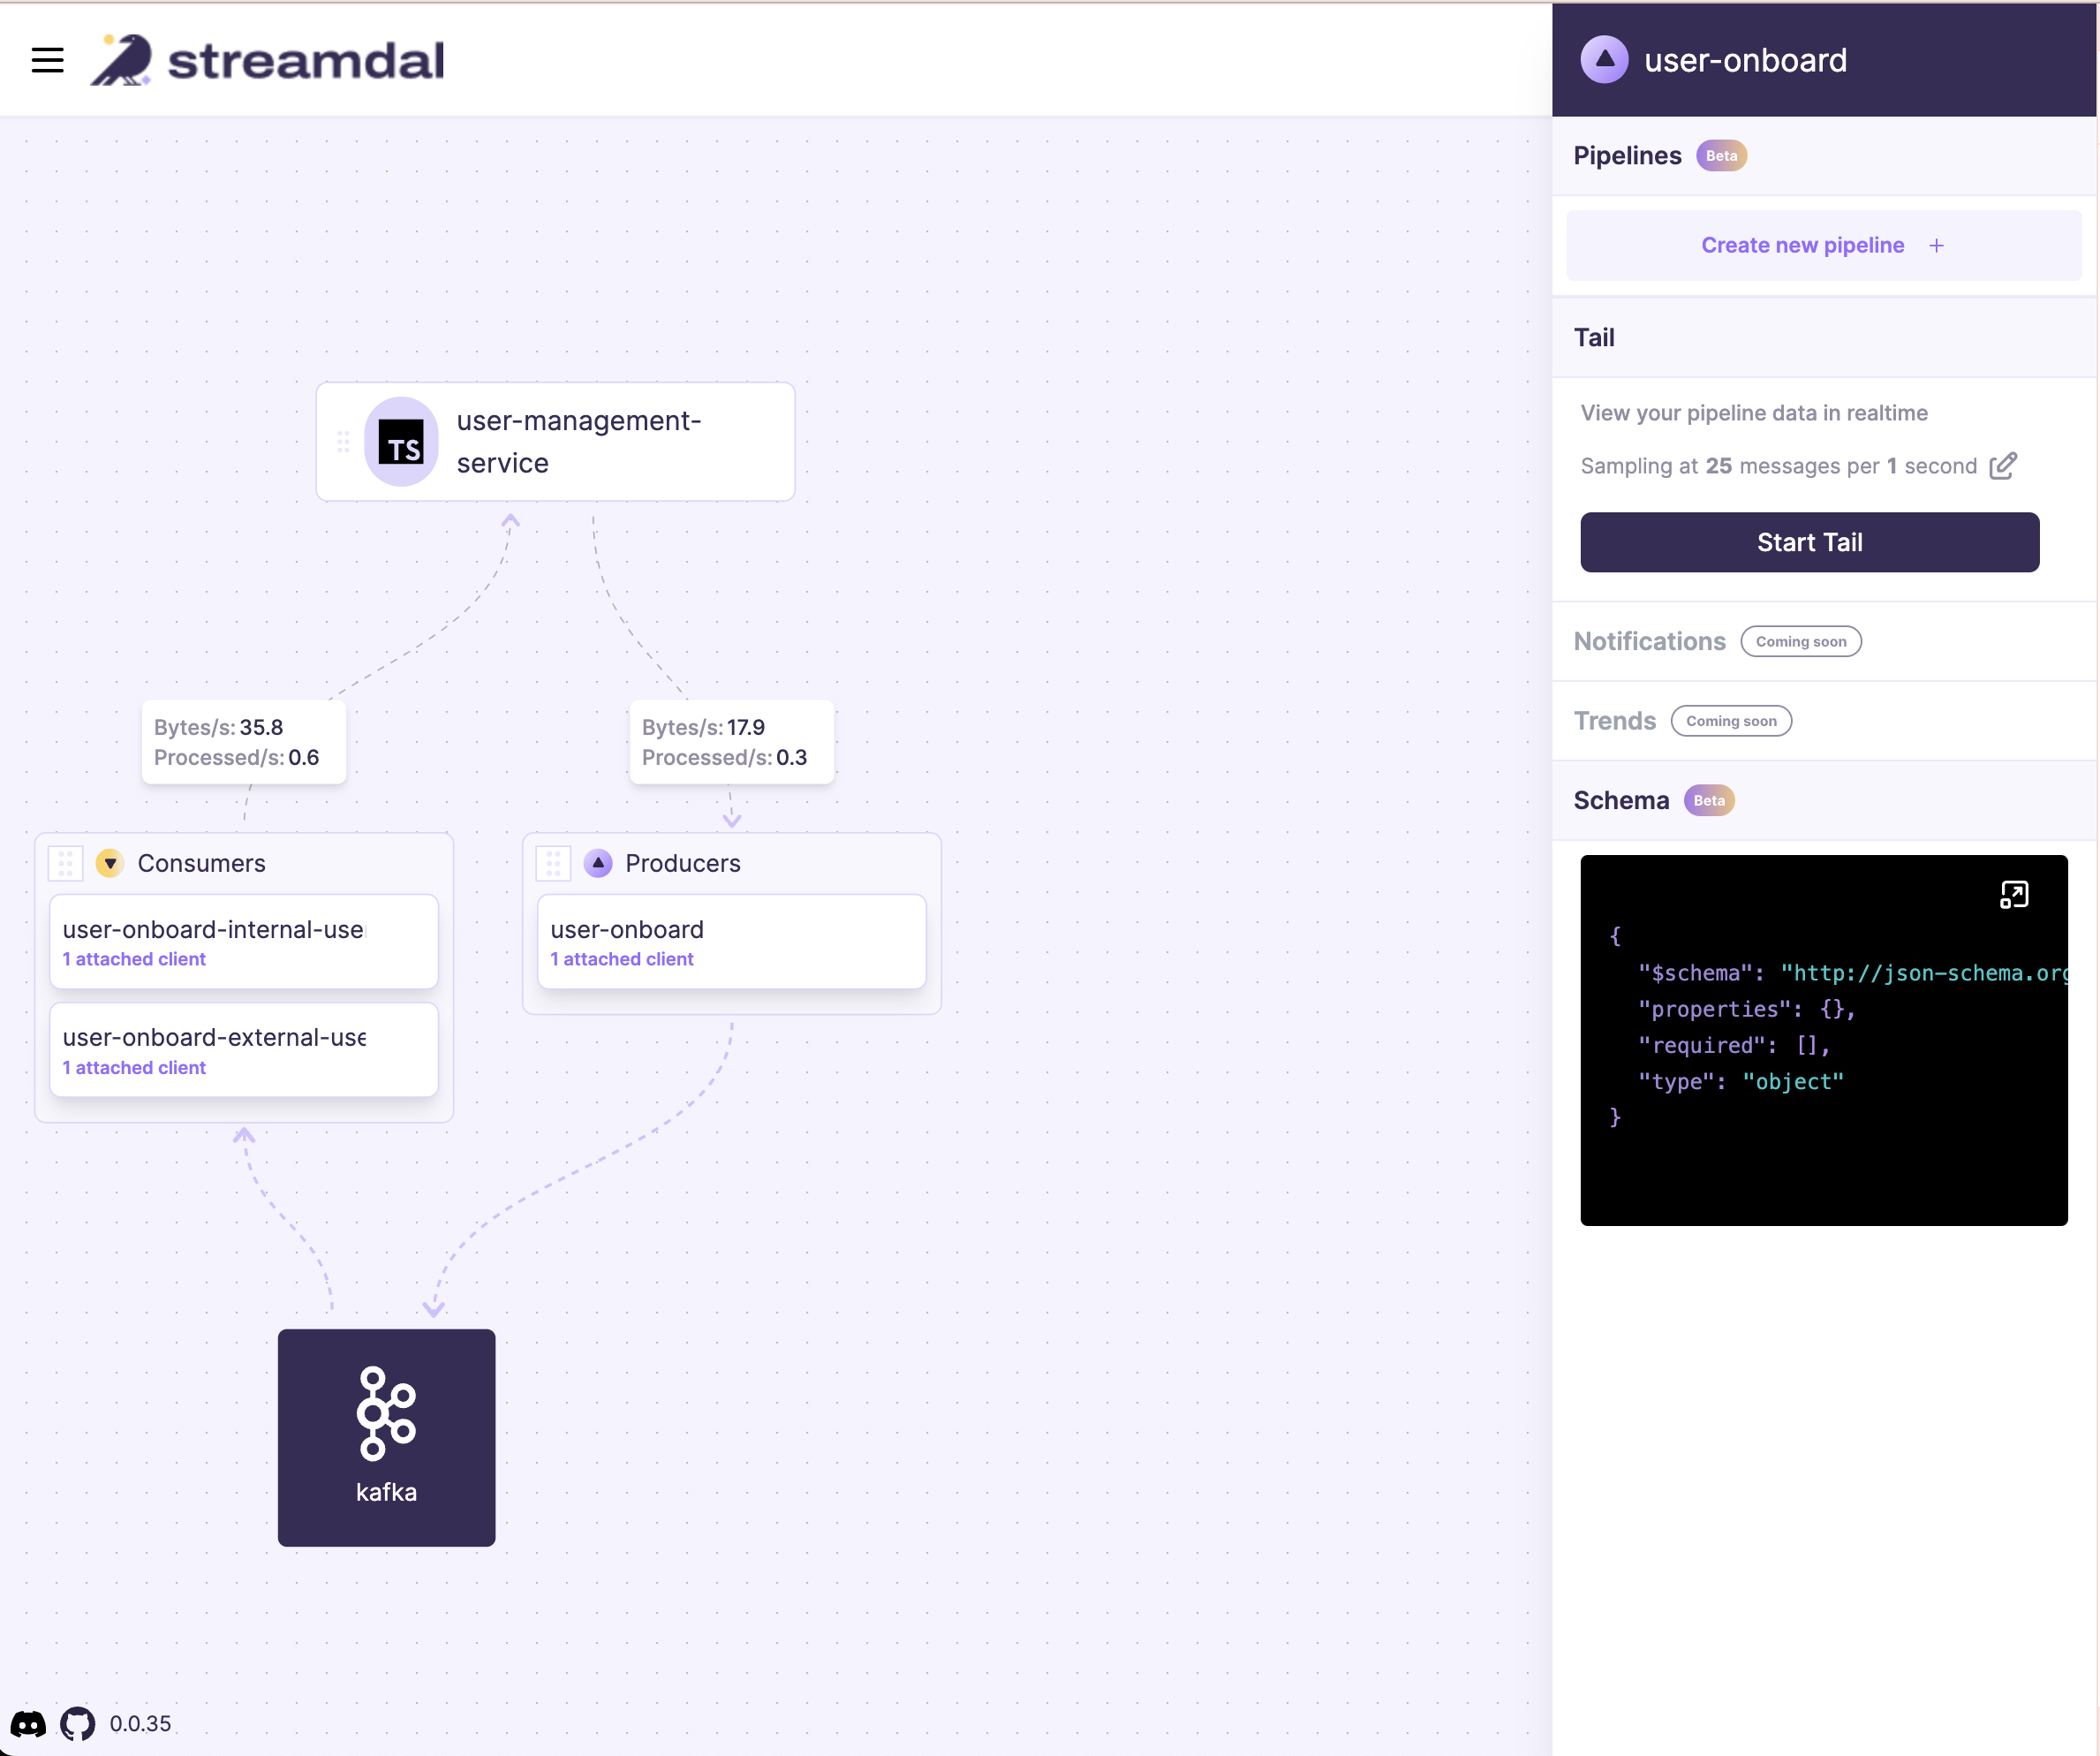 streamdal
user-onboard
Pipelines Beta
Create new pipeline +
Tail
View your pipeline data in realtime
Sampling at 25 messages per 1 second
Start Tail
Notifications Coming soon
Trends Coming soon
Schema Beta
{
"$schema": "http://json-schema.org
"properties": {},
"required": [],
"type": "object"
}
TS
user-management-
service
Bytes/s: 35.8
Processed/s: 0.6
Bytes/s: 17.9
Processed/s: 0.3
Consumers
user-onboard-internal-use
1 attached client
user-onboard-external-use
1 attached client
Producers
user-onboard
1 attached client
kafka
0.0.35